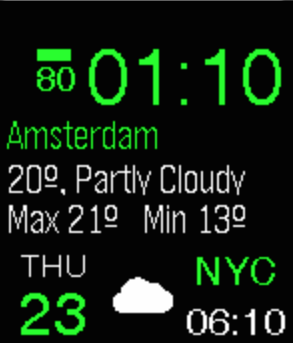 80 01:10
Amsterdam
20º, Partly Cloudy
Max 21º Min 13º
THU NYC
23 06:10